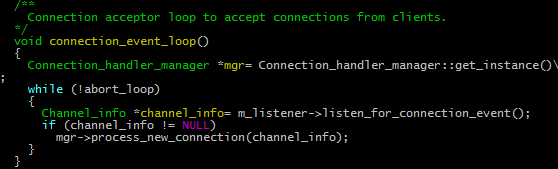 /**
Connection acceptor loop to accept connections from clients.
*/
void connection_event_loop()
{
Connection_handler_manager *mgr= Connection_handler_manager::get_instance()\
;
while (!abort_loop)
{
Channel_info *channel_info= m_listener->listen_for_connection_event();
if (channel_info != NULL)
mgr->process_new_connection(channel_info);
}
}